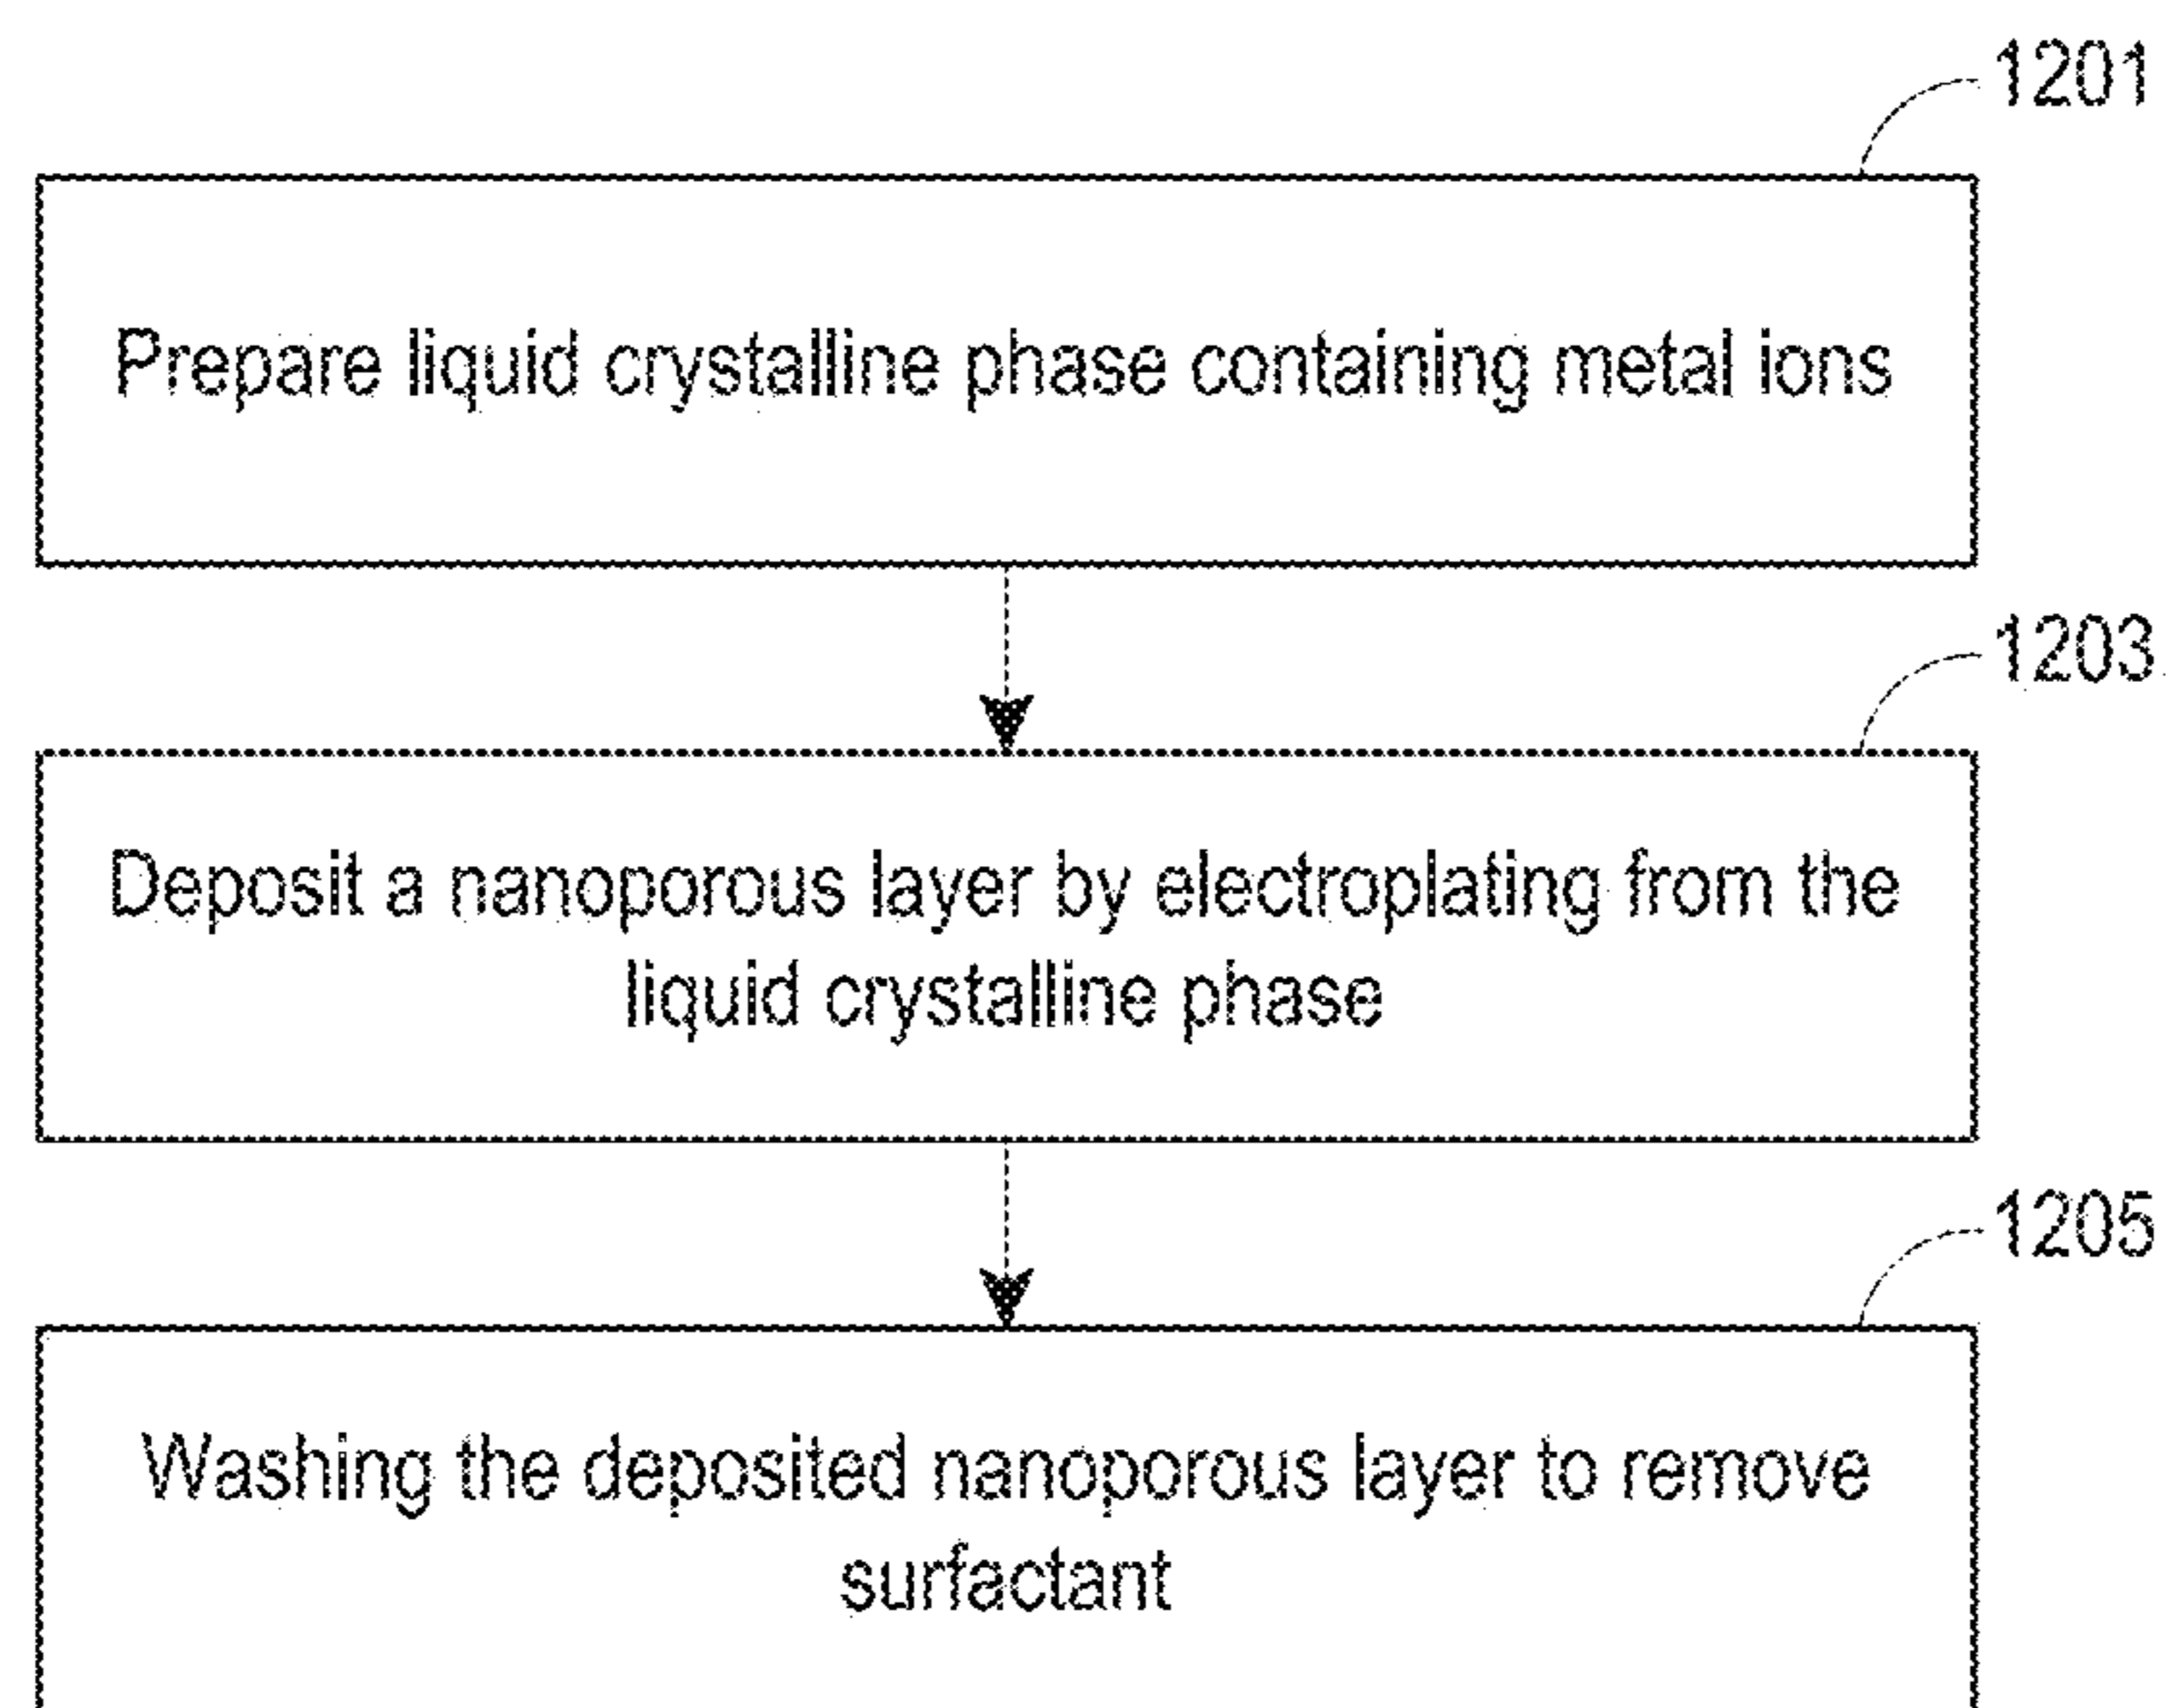 1201
Prepare liquid crystalline phase containing metal ions
1203
Deposit a nanoporous layer by electroplating from the
liquid crystalline phase
1205
Washing the deposited nanoporous layer to remove
surfactant